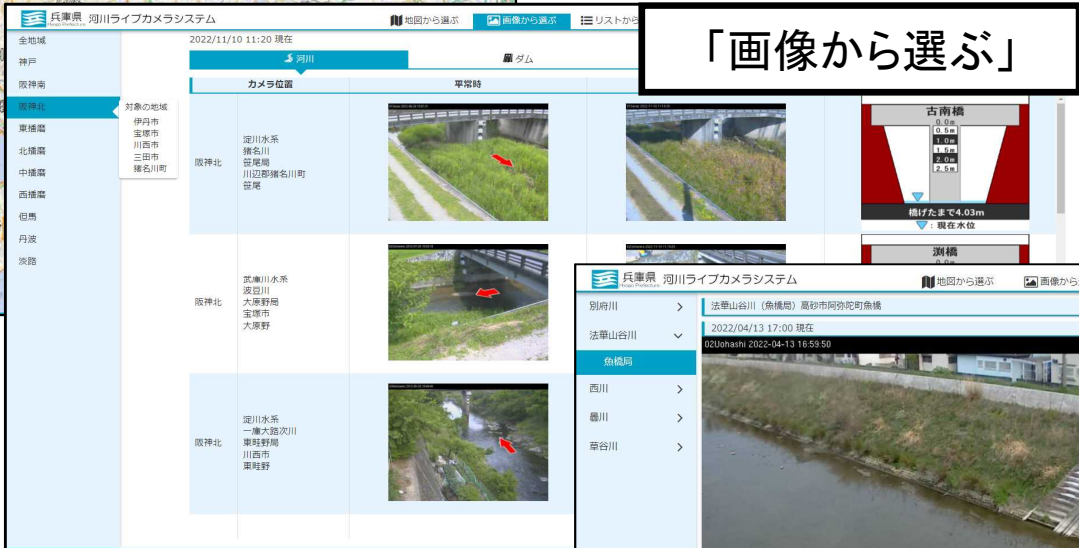 兵庫県 河川ライブカメラシステム
Hyogo Prefecture
地図から選ぶ
画像から選ぶ
リストから
「画像から選ぶ」
全地域
神戸
阪神南
阪神北
東播磨
北播磨
中播磨
西播磨
但馬
丹波
淡路
対象の地域
伊丹市
宝塚市
川西市
三田市
猪名川町
2022/11/10 11:20 現在
河川
ダム
カメラ位置
平常時
阪神北
淀川水系
猪名川
笹尾局
川辺郡猪名川町
笹尾
古南橋
0.0m
0.5m
1.0m
1.5m
2.0m
2.5m
橋げたまで4.03m
：現在水位
阪神北
武庫川水系
波豆川
大原野局
宝塚市
大原野
渕橋
0.0m
阪神北
淀川水系
一庫大路次川
東畦野局
川西市
東畦野
兵庫県 河川ライブカメラシステム
Hyogo Prefecture
地図から選ぶ
画像から
別府川
法華山谷川
魚橋局
西川
曇川
草谷川
法華山谷川（魚橋局）高砂市阿弥陀町魚橋
2022/04/13 17:00 現在
02Uohashi 2022-04-13 16:59:50